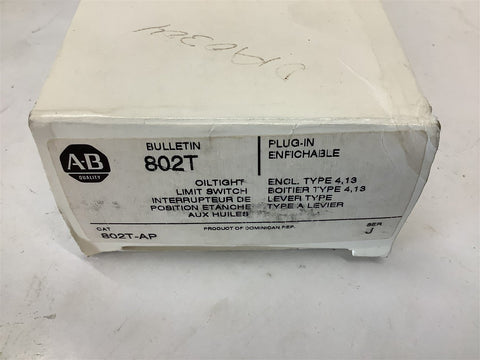 A-B
QUALITY
BULLETIN
802T
PLUG-IN
ENFICHABLE
OILTIGHT
LIMIT SWITCH
INTERRUPTEUR DE
POSITION ETANCHE
AUX HUILES
ENCL. TYPE 4,13
BOITIER TYPE 4,13
LEVER TYPE
TYPE A LEVIER
CAT
802T-AP
PRODUCT OF DOMINICAN REP.
SER
J